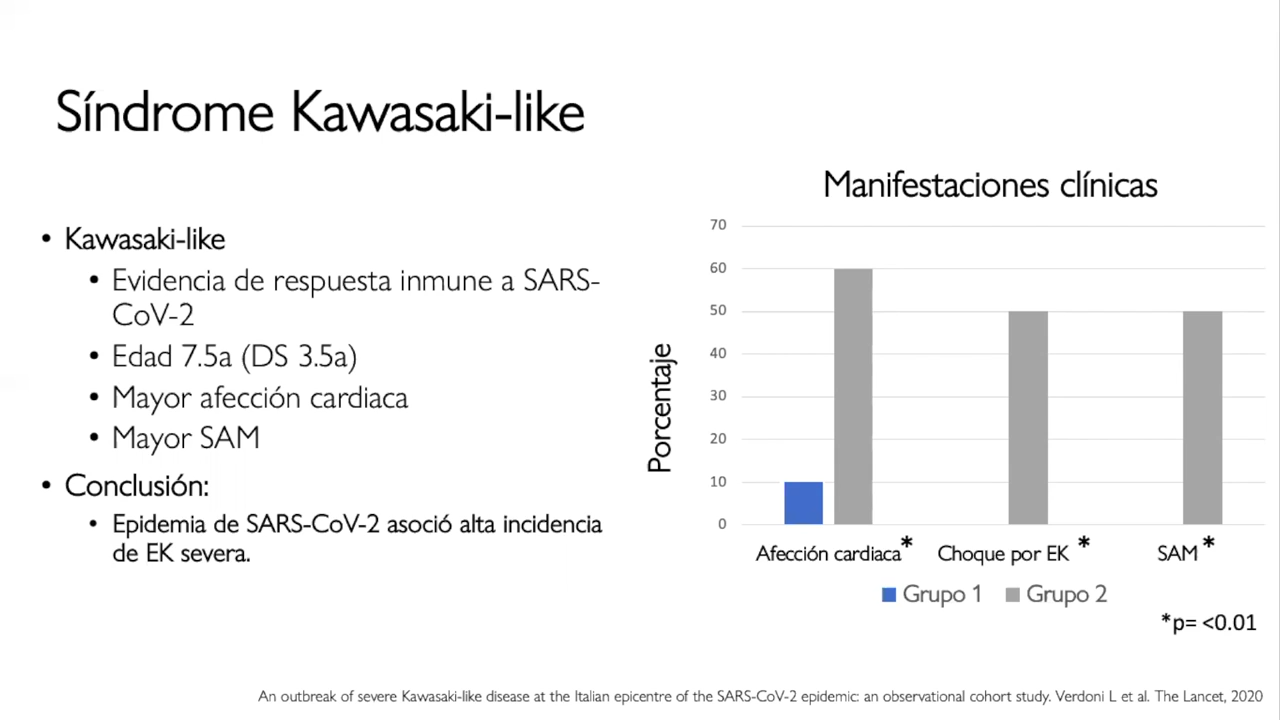 Síndrome Kawasaki-like
• Kawasaki-like
• Evidencia de respuesta inmune a SARS-
CoV-2
• Edad 7.5a (DS 3.5a)
• Mayor afección cardiaca
• Mayor SAM
• Conclusión:
• Epidemia de SARS-CoV-2 asoció alta incidencia
de EK severa.
Manifestaciones clínicas
Porcentaje
70
60
50
40
30
20
10
0
Afección cardiaca* Choque por EK * SAM *
Grupo 1 Grupo 2
*p= <0.01
An outbreak of severe Kawasaki-like disease at the Italian epicentre of the SARS-CoV-2 epidemic: an observational cohort study. Verdoni L et al. The Lancet, 2020